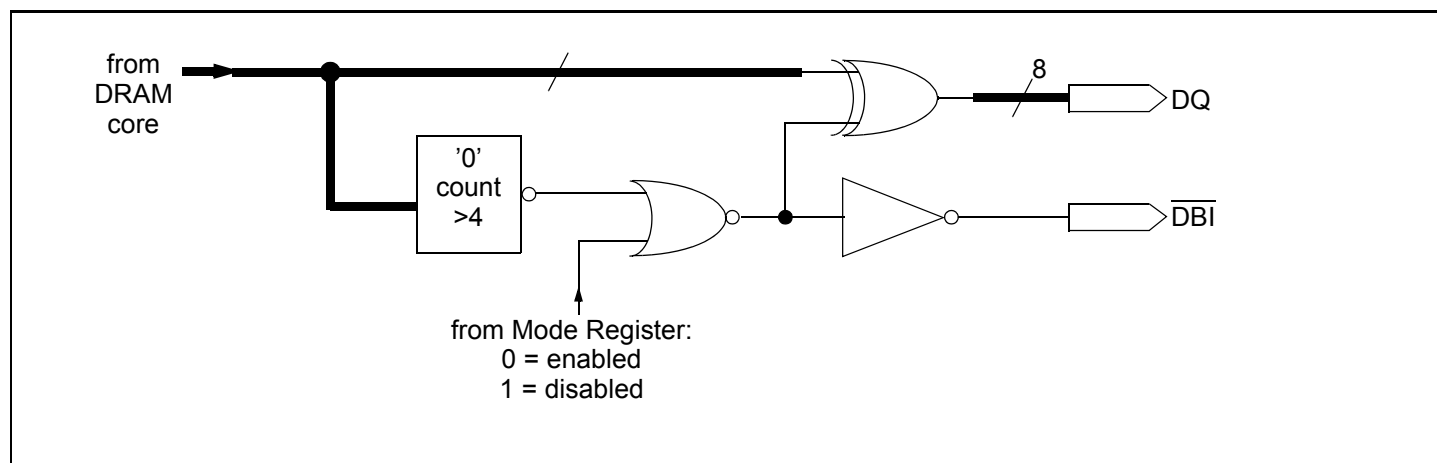 from
DRAM
core
8
DQ
'0'
count
>4
DBI
from Mode Register:
0 = enabled
1 = disabled